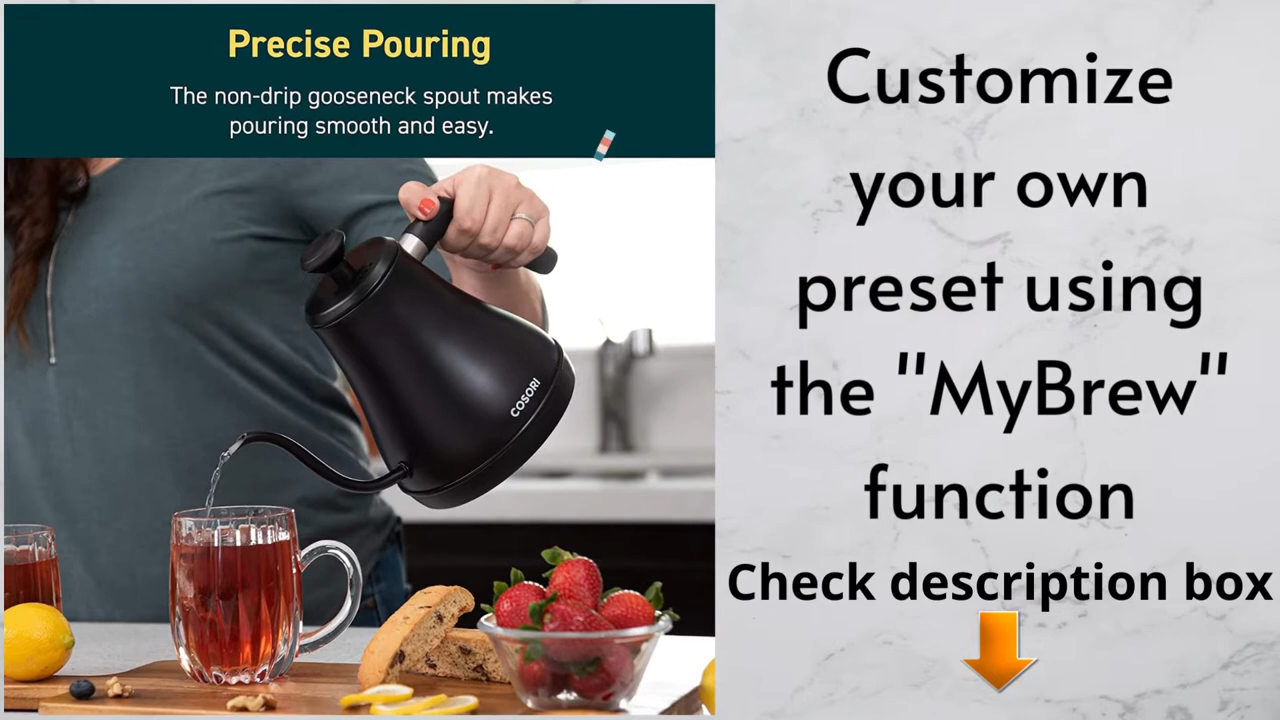 Precise Pouring
The non-drip gooseneck spout makes
pouring smooth and easy.
COSORI
Customize
your own
preset using
the "MyBrew"
function
Check description box